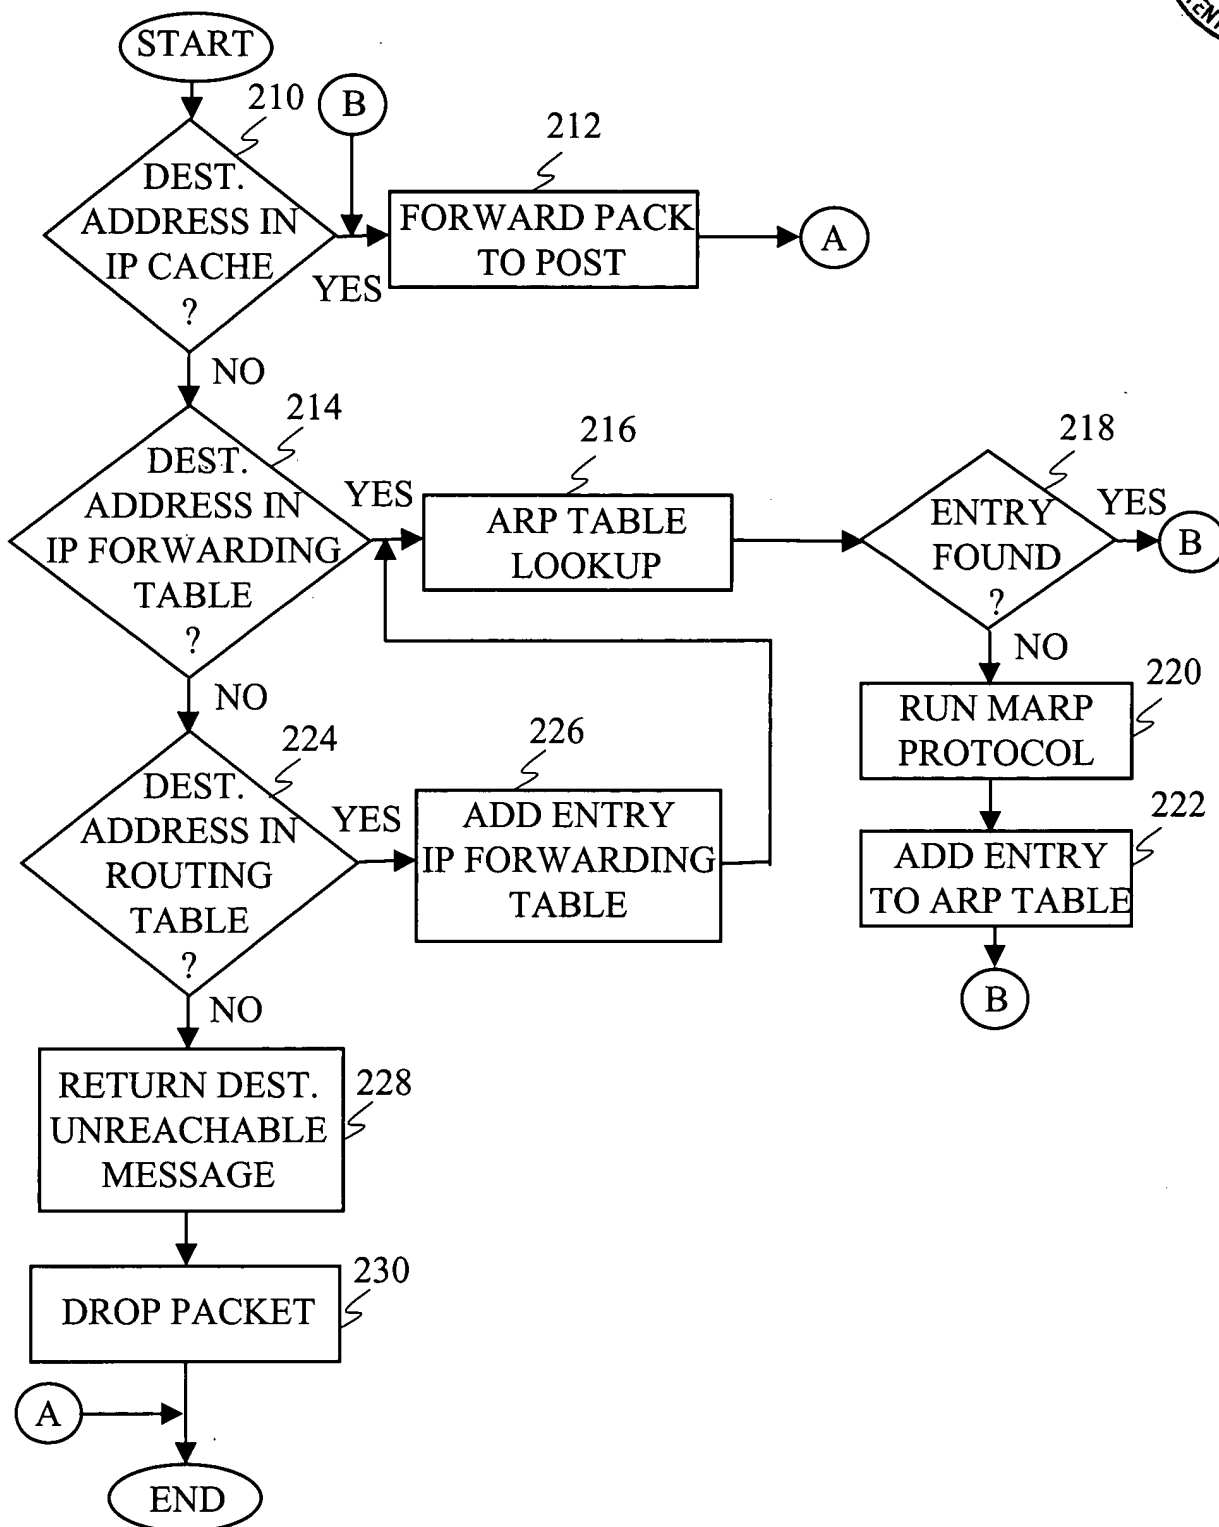 START
210
B
DEST.
ADDRESS IN
IP CACHE
?
YES
212
FORWARD PACK
TO POST
A
NO
214
DEST.
ADDRESS IN
IP FORWARDING
TABLE
?
YES
216
ARP TABLE
LOOKUP
218
ENTRY
FOUND
?
YES
B
NO
220
RUN MARP
PROTOCOL
222
ADD ENTRY
TO ARP TABLE
B
NO
224
DEST.
ADDRESS IN
ROUTING
TABLE
?
YES
226
ADD ENTRY
IP FORWARDING
TABLE
NO
RETURN DEST.
UNREACHABLE
MESSAGE
228
DROP PACKET
230
A
END